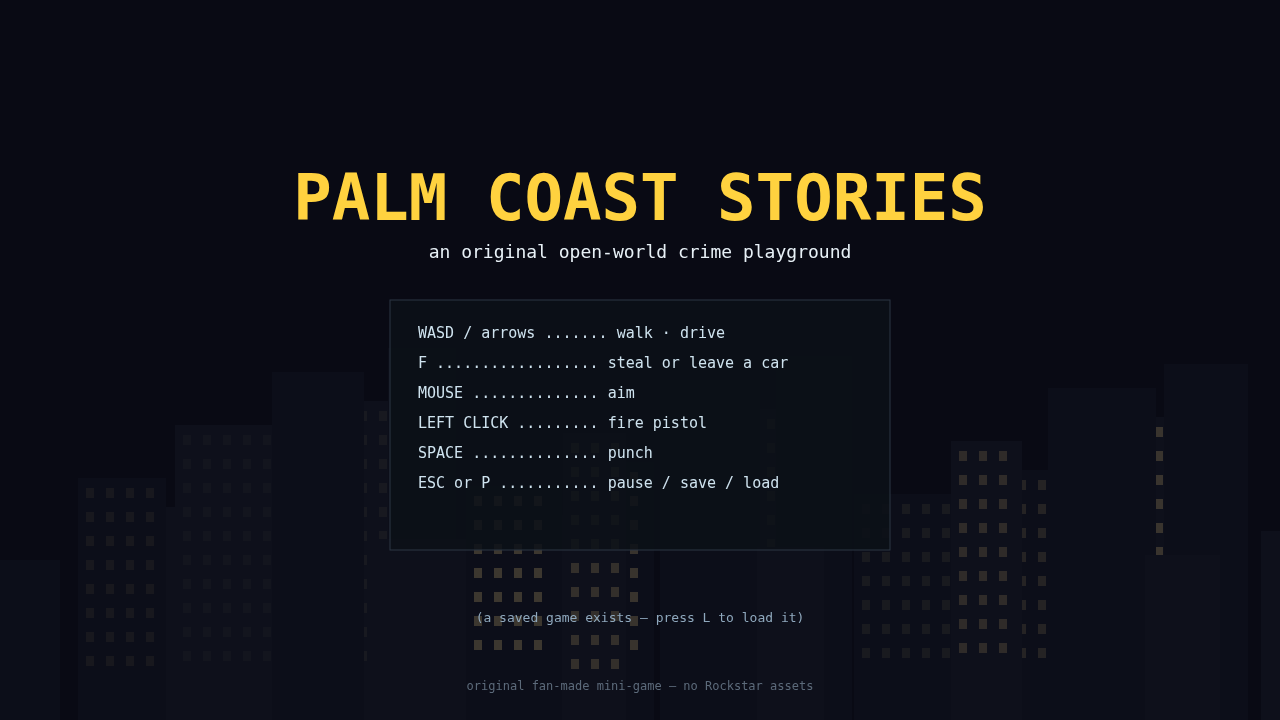 PALM COAST STORIES
an original open-world crime playground
WASD / arrows ....... walk · drive
F .................. steal or leave a car
MOUSE .............. aim
LEFT CLICK ......... fire pistol
SPACE .............. punch
ESC or P ........... pause / save / load
(a saved game exists — press L to load it)
original fan-made mini-game — no Rockstar assets